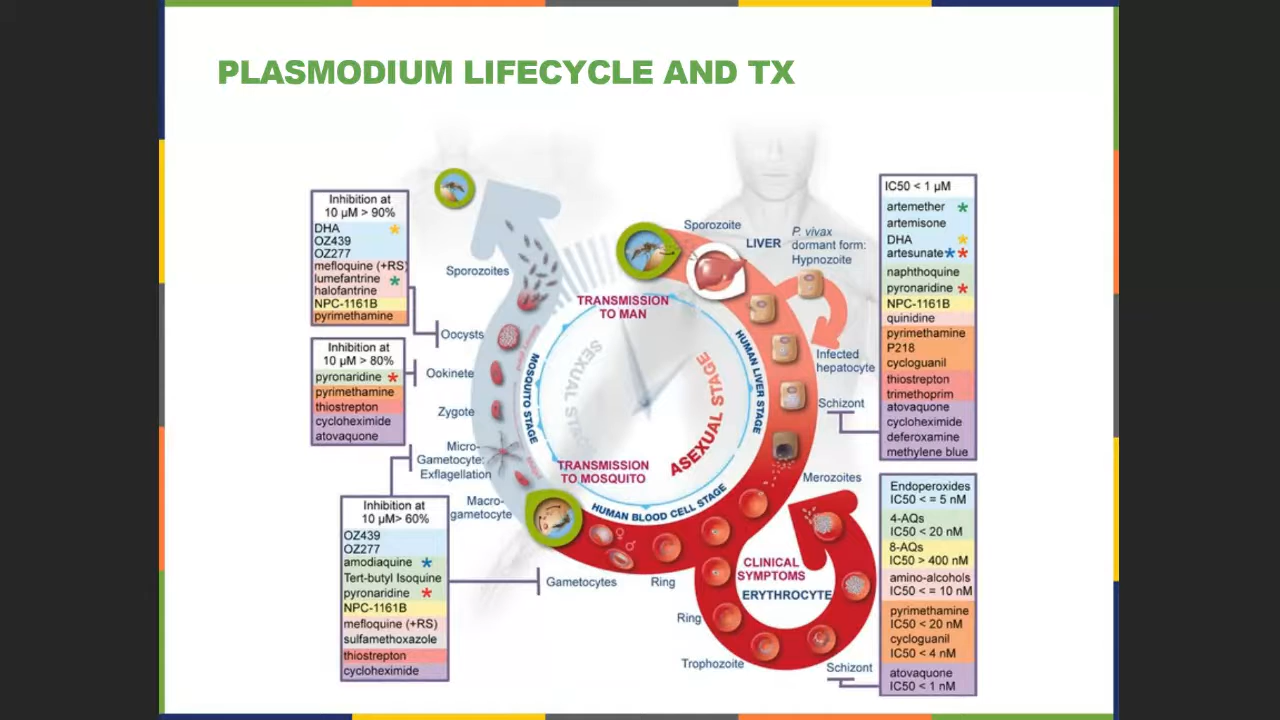 PLASMODIUM LIFECYCLE AND TX
Inhibition at
10 µM > 90%
DHA *
OZ439
OZ277
mefloquine (+RS)
lumefantrine *
halofantrine
NPC-1161B
pyrimethamine
Inhibition at
10 µM > 80%
pyronaridine *
pyrimethamine
thiostrepton
cycloheximide
atovaquone
Inhibition at
10 µM> 60%
OZ439
OZ277
amodiaquine *
Tert-butyl Isoquine
pyronaridine *
NPC-1161B
mefloquine (+RS)
sulfamethoxazole
thiostrepton
cycloheximide
Sporozoites
Oocysts
Ookinete
Zygote
Micro-
Gametocyte:
Exflagellation
Macro-
gametocyte
Gametocytes
Ring
TRANSMISSION
TO MAN
SEXUAL STAGE
ASEXUAL STAGE
MOSQUITO STAGE
HUMAN LIVER STAGE
HUMAN BLOOD CELL STAGE
TRANSMISSION
TO MOSQUITO
Sporozoite
LIVER
P. vivax
dormant form:
Hypnozoite
Infected
hepatocyte
Schizont
Merozoites
CLINICAL
SYMPTOMS
ERYTHROCYTE
Ring
Trophozoite
Schizont
♀
♂
IC50 < 1 µM
artemether *
artemisone
DHA *
artesunate * *
naphthoquine
pyronaridine *
NPC-1161B
quinidine
pyrimethamine
P218
cycloguanil
thiostrepton
trimethoprim
atovaquone
cycloheximide
deferoxamine
methylene blue
Endoperoxides
IC50 < = 5 nM
4-AQs
IC50 < 20 nM
8-AQs
IC50 > 400 nM
amino-alcohols
IC50 < = 10 nM
pyrimethamine
IC50 < 20 nM
cycloguanil
IC50 < 4 nM
atovaquone
IC50 < 1 nM